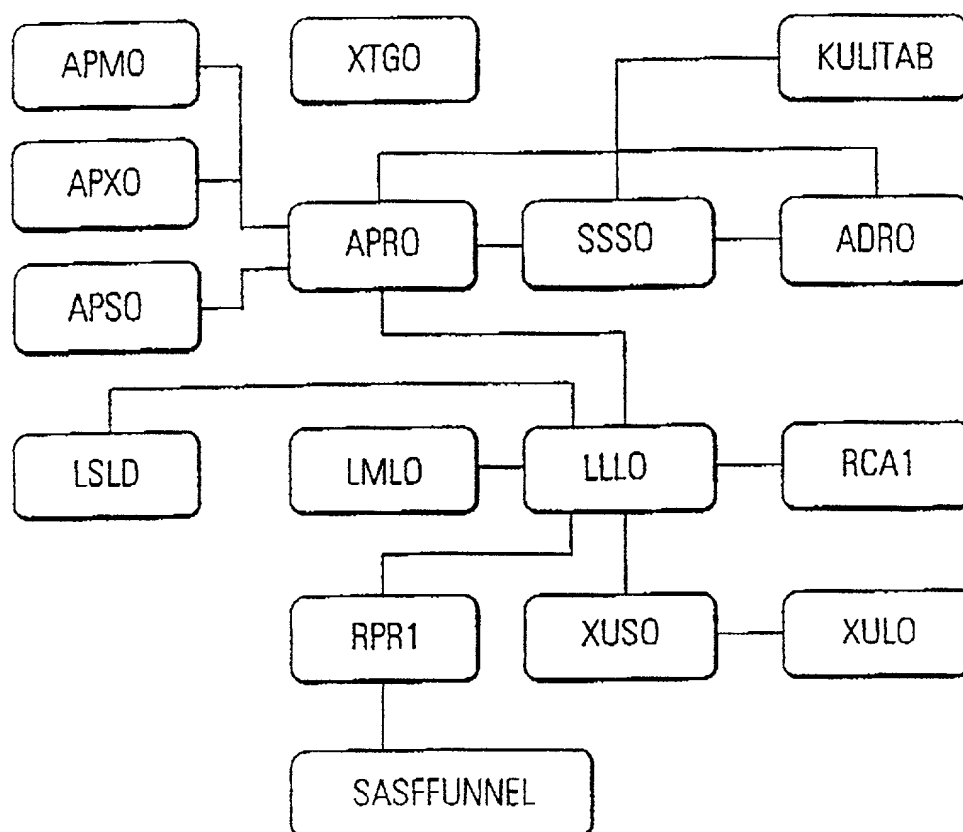 APMO
XTGO
KULITAB
APXO
APRO
SSSO
ADRO
APSO
LSLD
LMLO
LLLO
RCA1
RPR1
XUSO
XULO
SASFFUNNEL